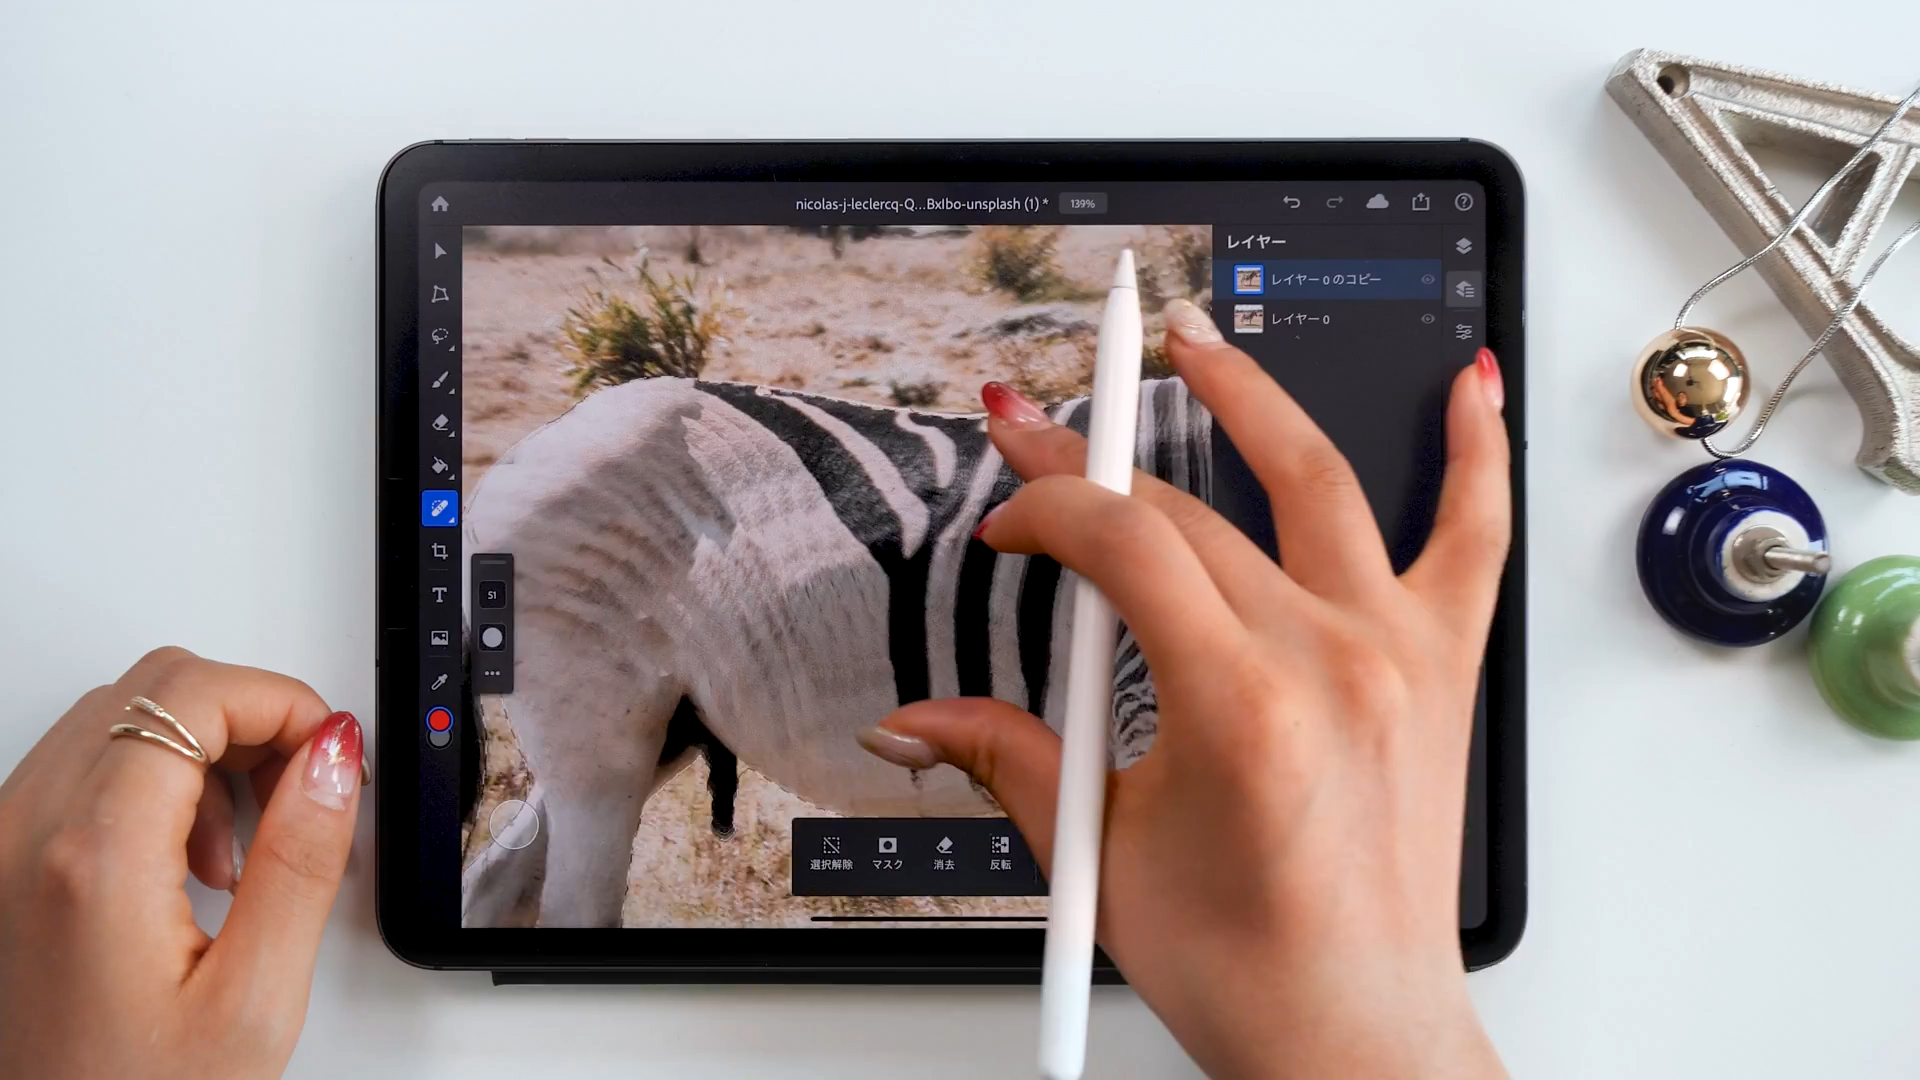 nicolas-j-leclercq-Q...BxIbo-unsplash (1) *
139%
レイヤー
レイヤー 0 のコピー
レイヤー 0
51
T
選択解除
マスク
消去
反転